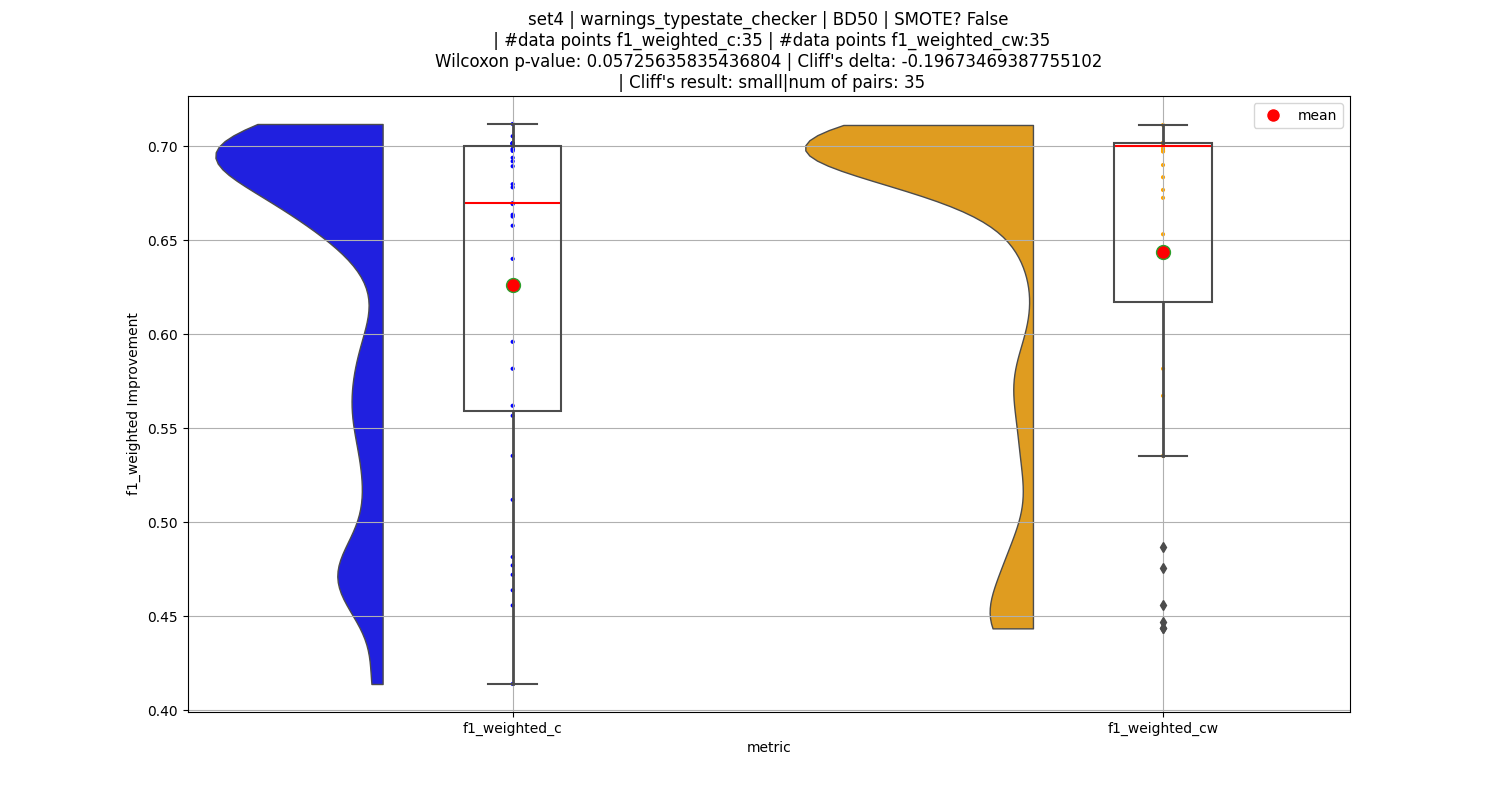 set4 | warnings_typestate_checker | BD50 | SMOTE? False
| #data points f1_weighted_c:35 | #data points f1_weighted_cw:35
Wilcoxon p-value: 0.05725635835436804 | Cliff's delta: -0.19673469387755102
| Cliff's result: small|num of pairs: 35
mean
0.70
0.65
0.60
0.55
0.50
0.45
0.40
f1_weighted Improvement
f1_weighted_c
f1_weighted_cw
metric